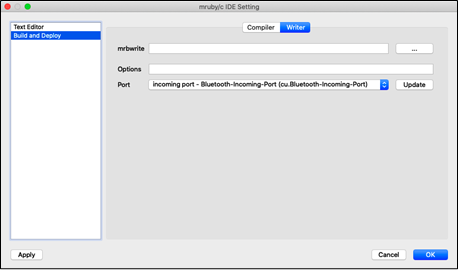 mruby/c IDE Setting
Text Editor
Build and Deploy
Compiler Writer
mrbwrite ...
Options
Port incoming port - Bluetooth-Incoming-Port (cu.Bluetooth-Incoming-Port) Update
Apply Cancel OK